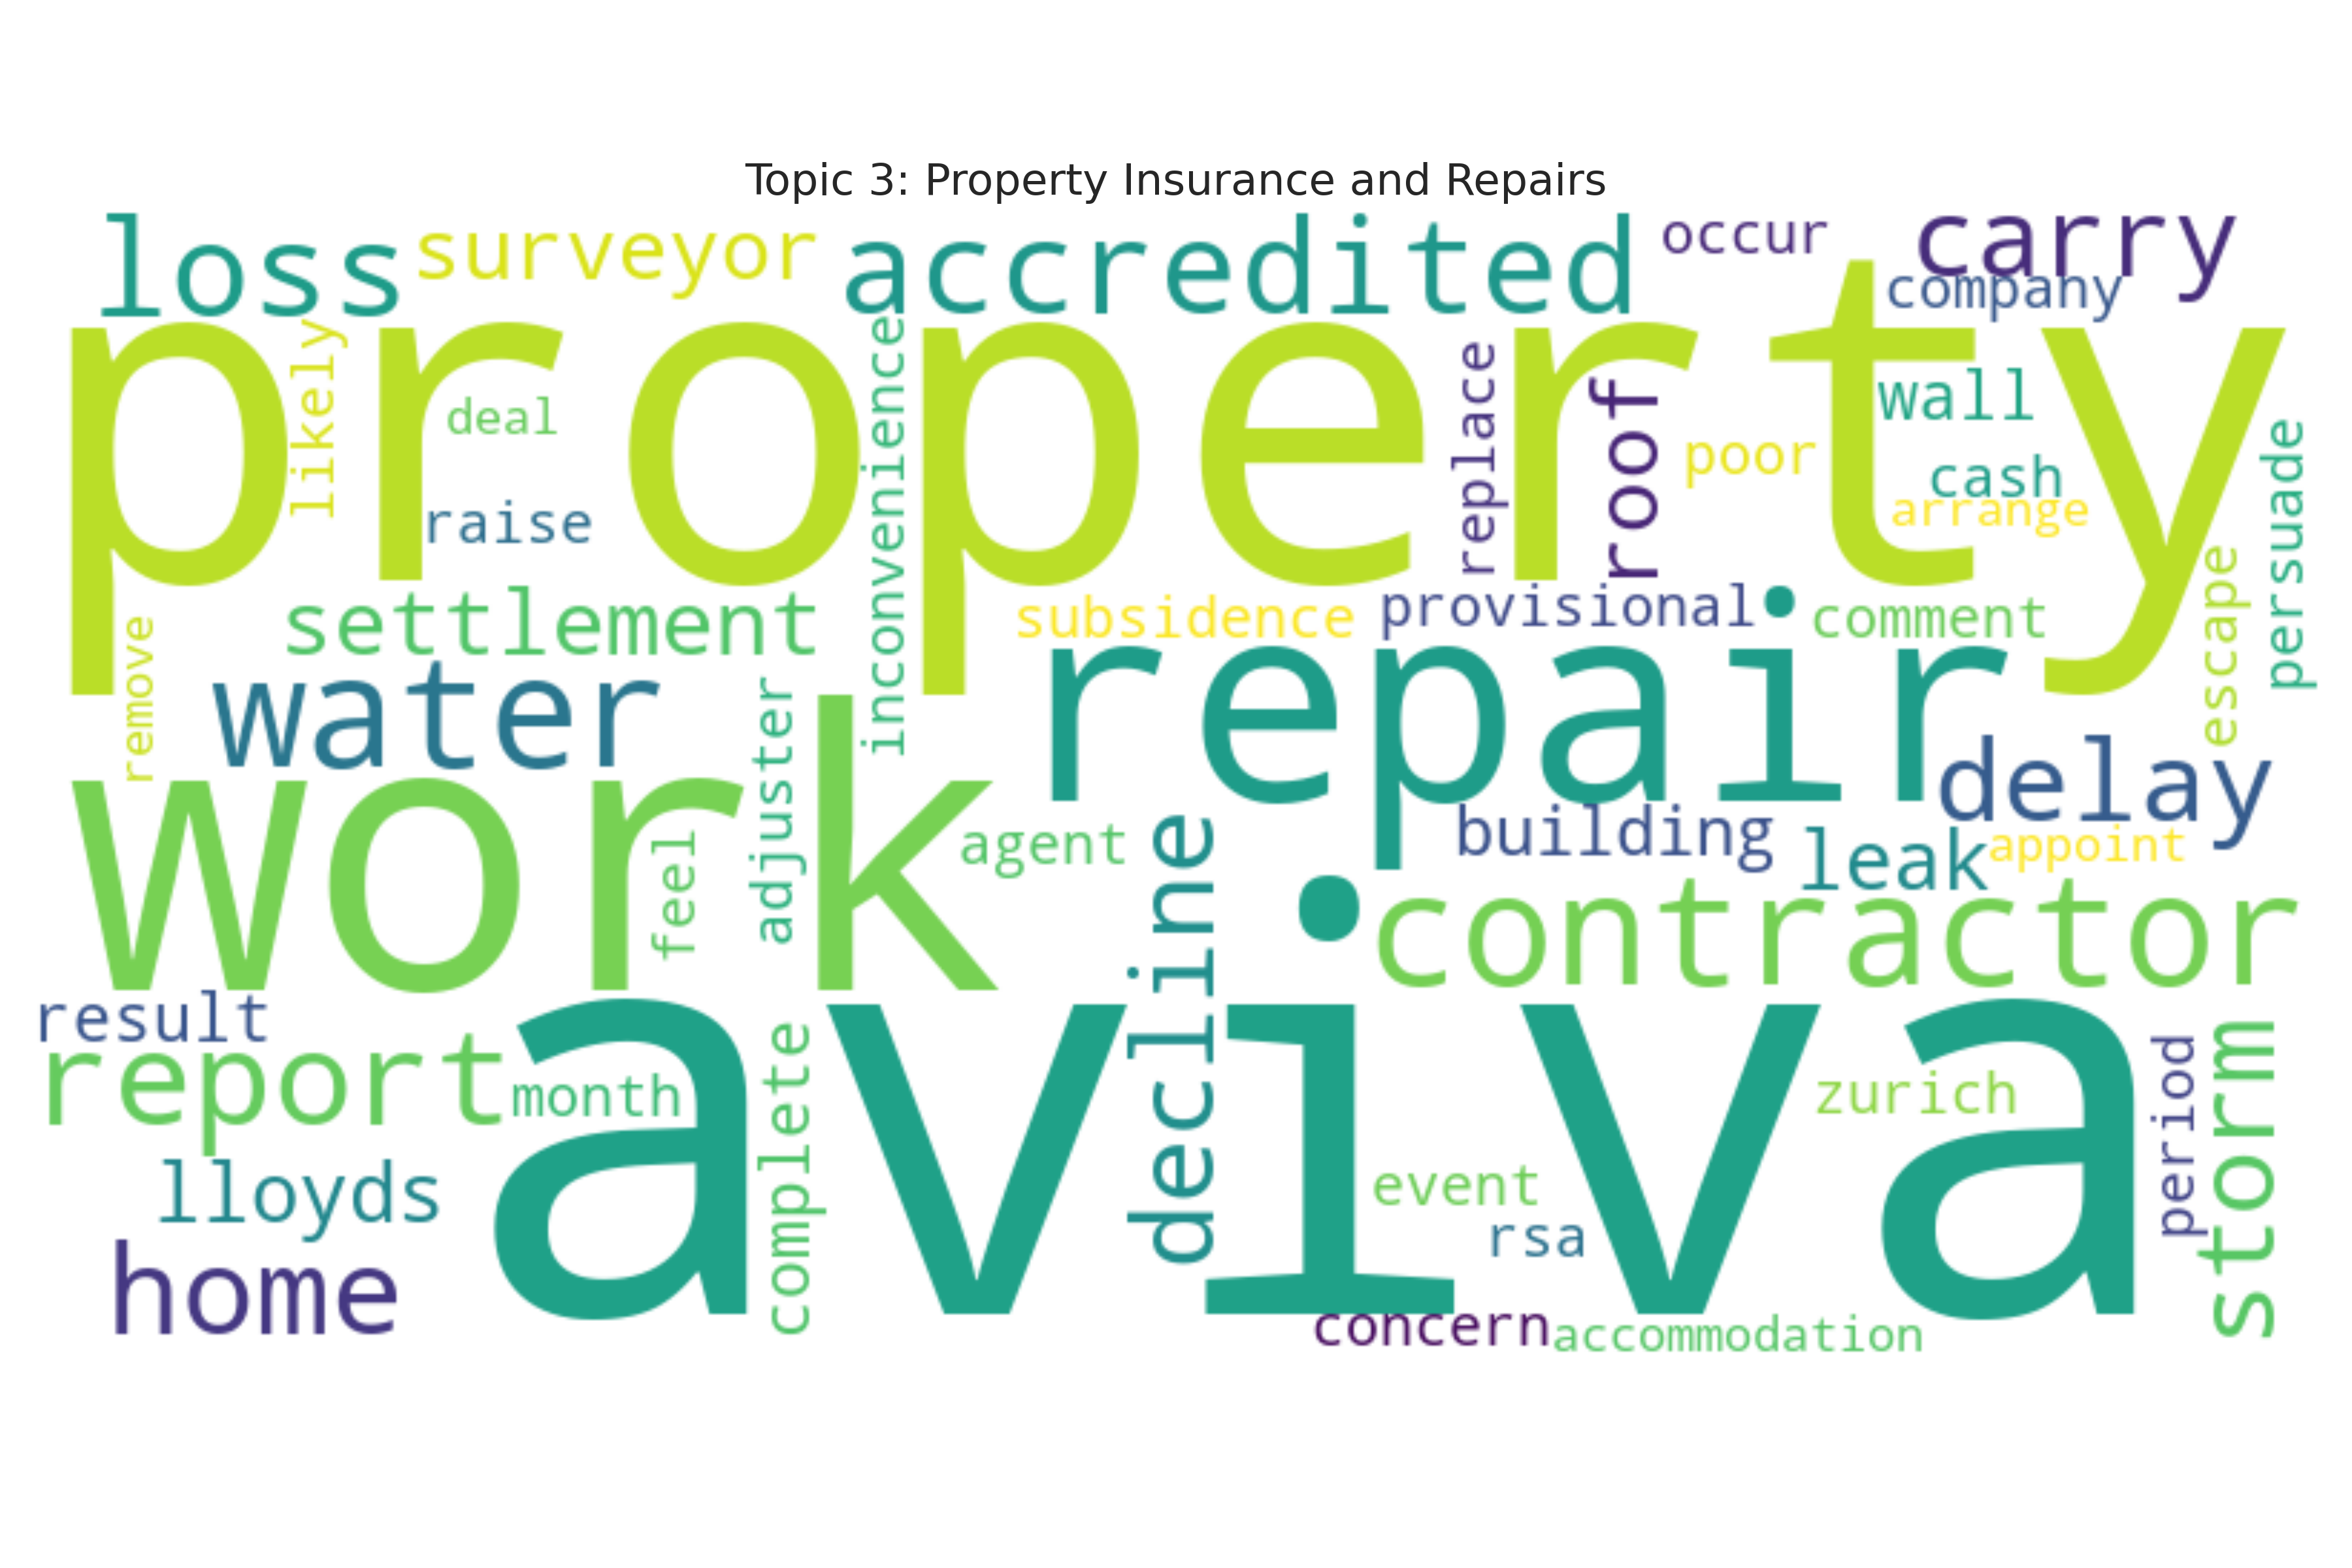 Topic 3: Property Insurance and Repairs
loss
surveyor
accredited
occur
carry
company
property
likely
deal
raise
inconvenience
replace
roof
poor
wall
cash
arrange
persuade
escape
settlement
subsidence
provisional
comment
remove
water
repair
adjuster
delay
work
feel
agent
building
leak
appoint
decline
contractor
result
report
month
aviva
complete
zurich
period
storm
lloyds
event
rsa
home
concern
accommodation